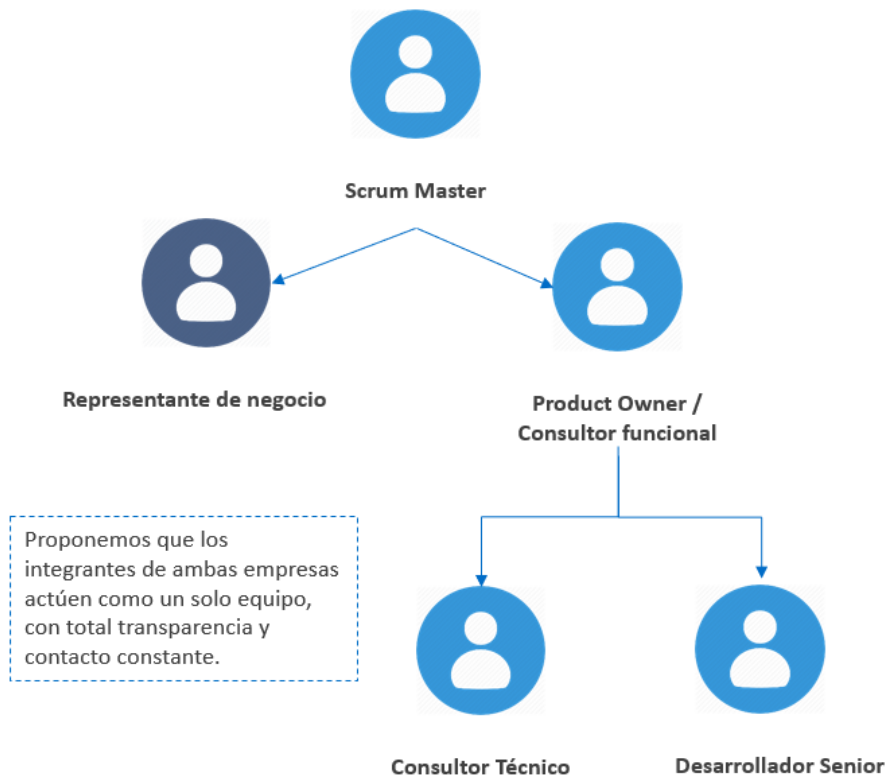 Scrum Master
Representante de negocio
Product Owner /
Consultor funcional
Proponemos que los
integrantes de ambas empresas
actúen como un solo equipo,
con total transparencia y
contacto constante.
Consultor Técnico
Desarrollador Senior